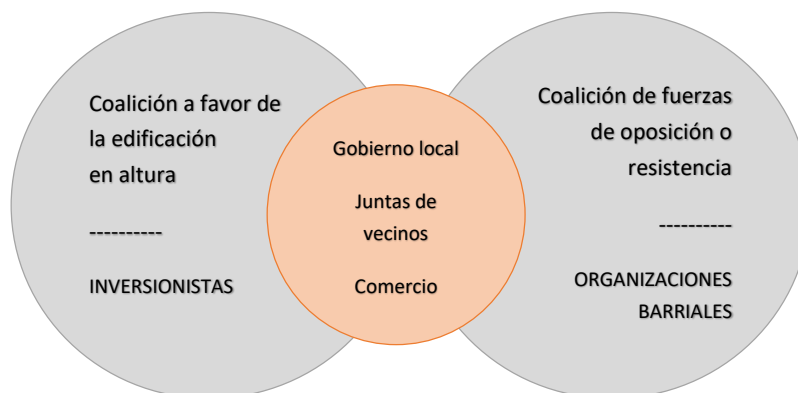 Coalición a favor de
la edificación
en altura
----------
INVERSIONISTAS
Gobierno local
Juntas de
vecinos
Comercio
Coalición de fuerzas
de oposición o
resistencia
----------
ORGANIZACIONES
BARRIALES